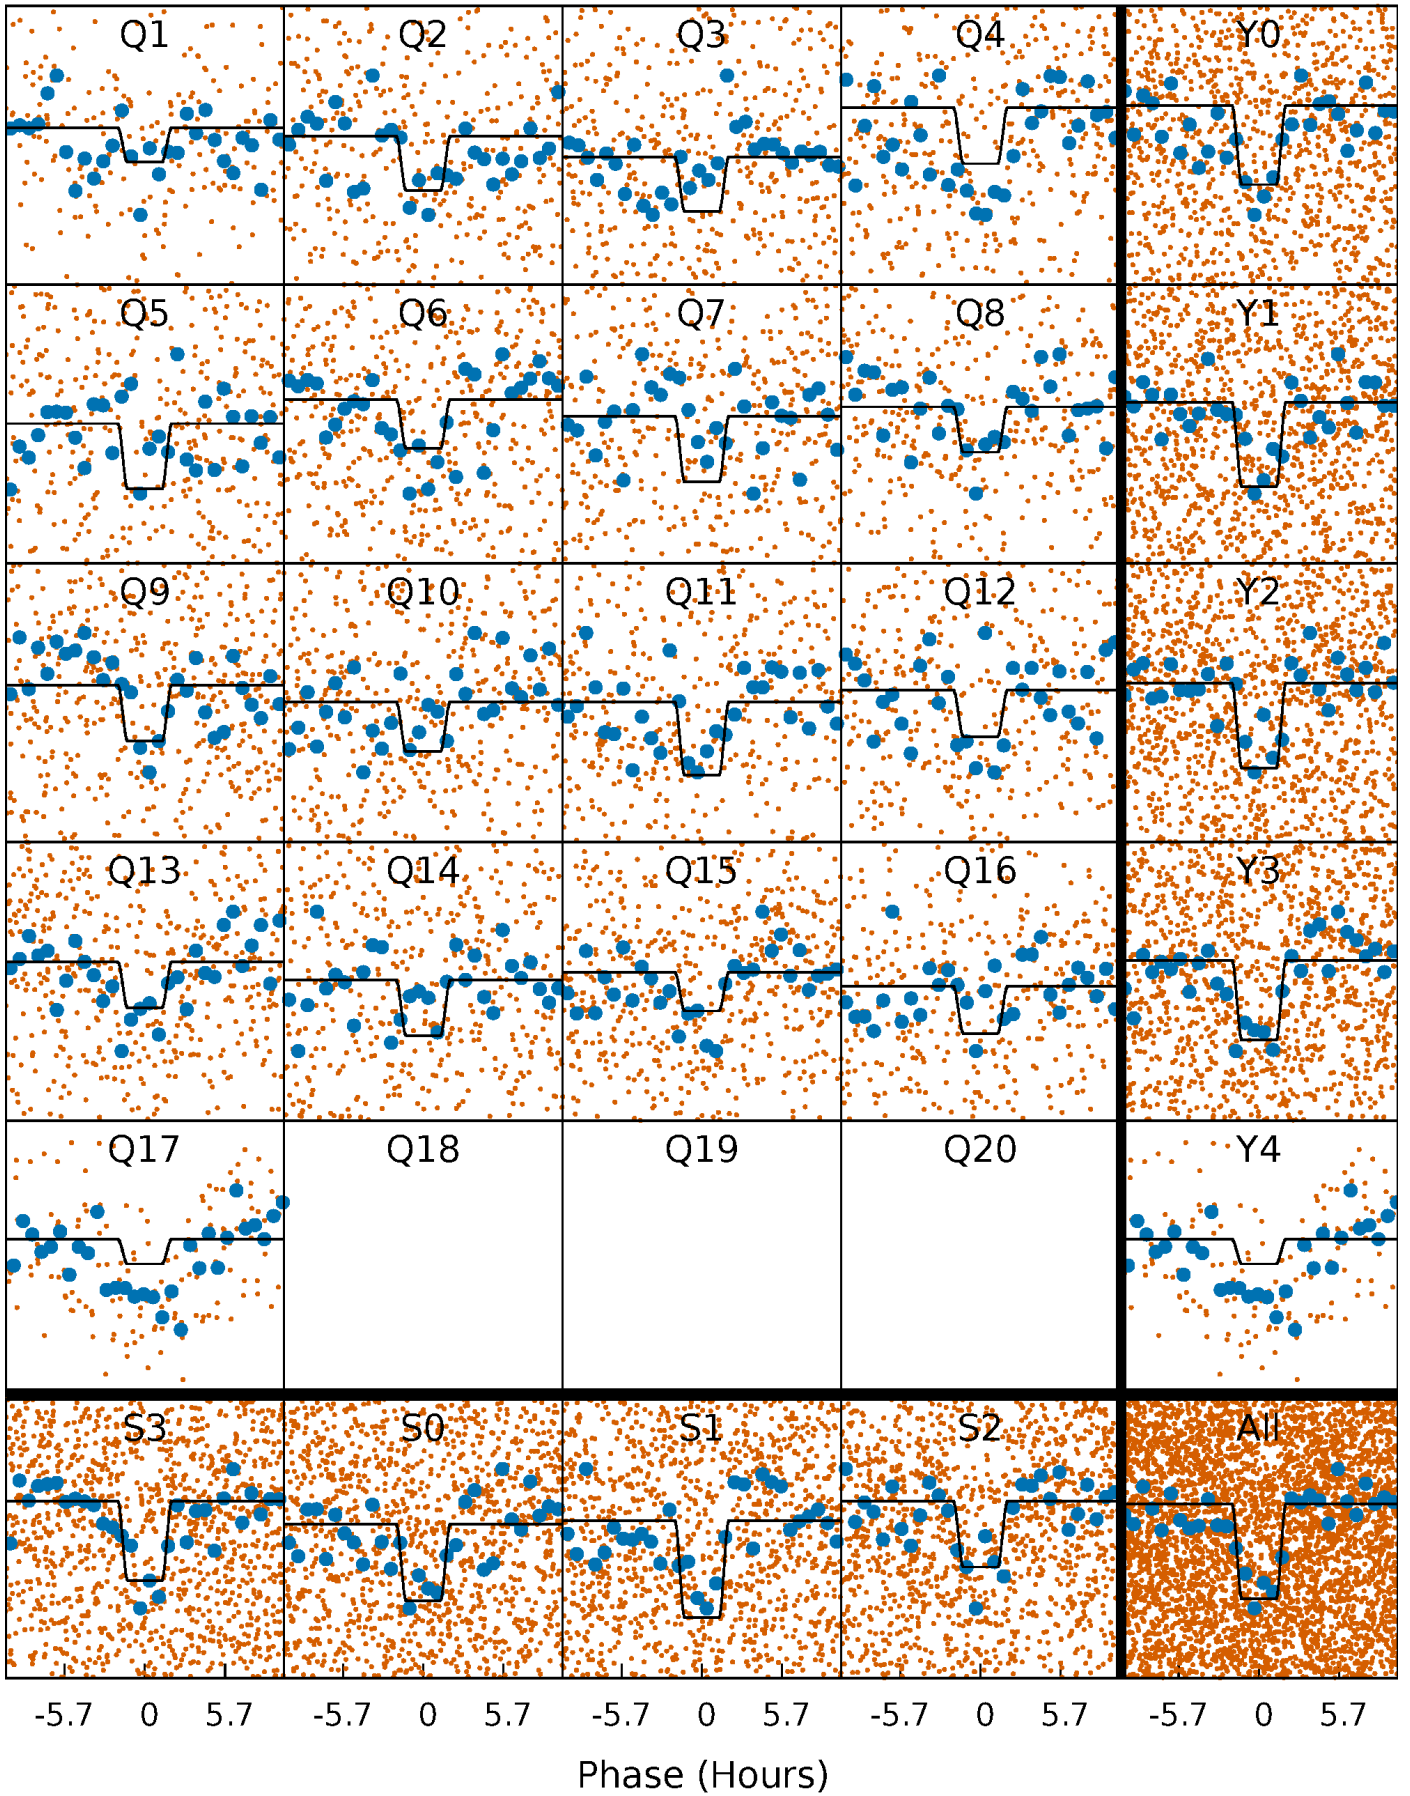 Q1 Q2 Q3 Q4 Y0
Q5 Q6 Q7 Q8 Y1
Q9 Q10 Q11 Q12 Y2
Q13 Q14 Q15 Q16 Y3
Q17 Q18 Q19 Q20 Y4
S3 S0 S1 S2 All
-5.7 0 5.7 -5.7 0 5.7 -5.7 0 5.7 -5.7 0 5.7 -5.7 0 5.7
Phase (Hours)